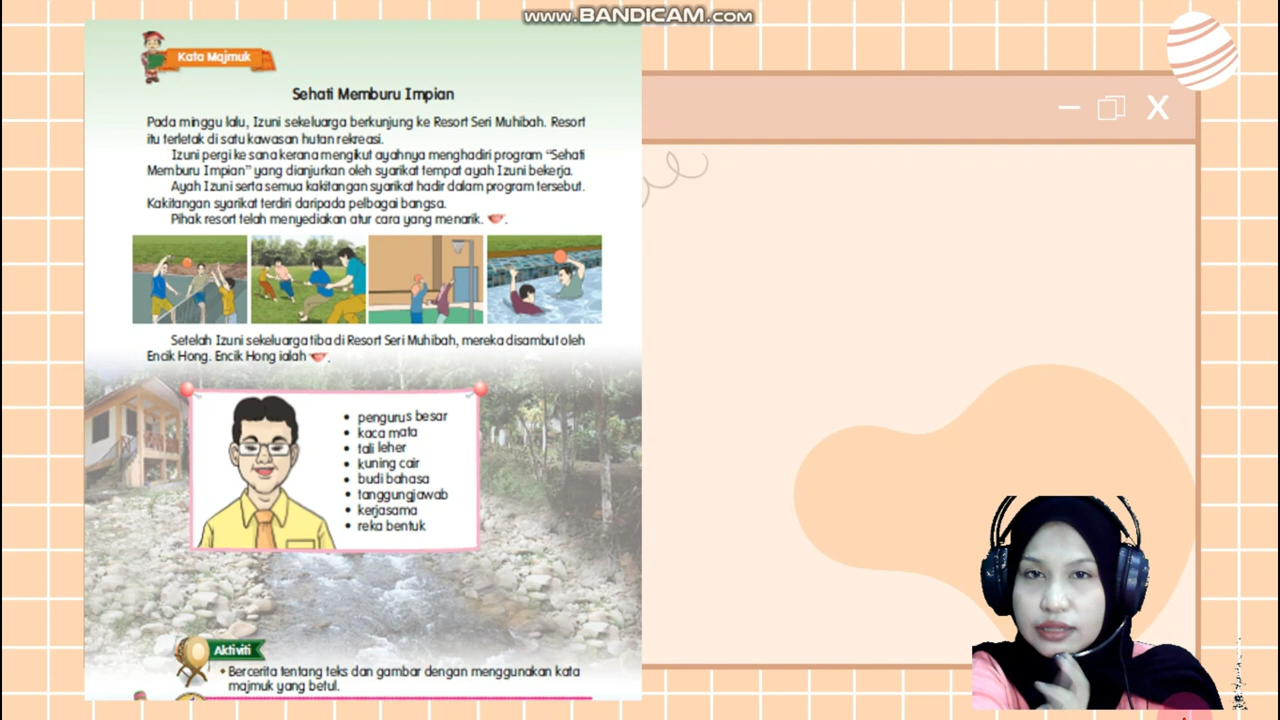 www.BANDICAM.com
Kata Majmuk
Sehati Memburu Impian
Pada minggu lalu, Izuni sekeluarga berkunjung ke Resort Seri Muhibah. Resort
itu terletak di satu kawasan hutan rekreasi.
Izuni pergi ke sana kerana mengikut ayahnya menghadiri program “Sehati
Memburu Impian” yang dianjurkan oleh syarikat tempat ayah Izuni bekerja.
Ayah Izuni serta semua kakitangan syarikat hadir dalam program tersebut.
Kakitangan syarikat terdiri daripada pelbagai bangsa.
Pihak resort telah menyediakan atur cara yang menarik. .
Setelah Izuni sekeluarga tiba di Resort Seri Muhibah, mereka disambut oleh
Encik Hong. Encik Hong ialah .
• pengurus besar
• kaca mata
• tali leher
• kuning cair
• budi bahasa
• tanggungjawab
• kerjasama
• reka bentuk
Aktiviti
• Bercerita tentang teks dan gambar dengan menggunakan kata
majmuk yang betul.